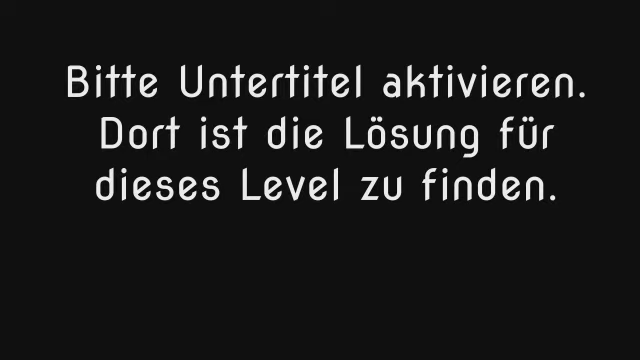 Bitte Untertitel aktivieren.
Dort ist die Lösung für
dieses Level zu finden.